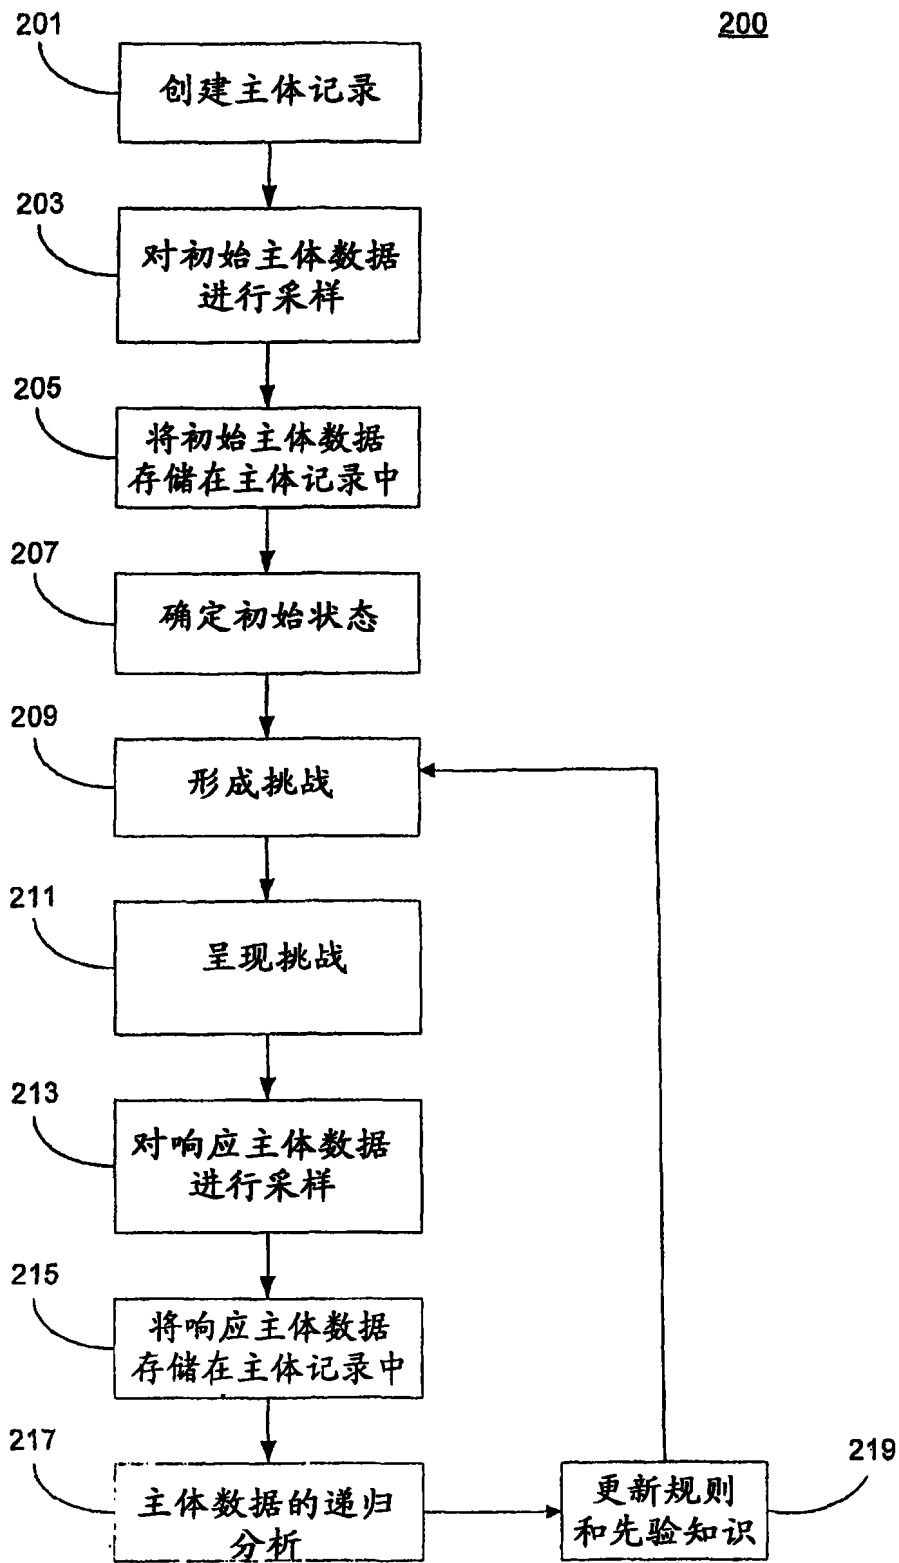 200
201
创建主体记录
203
对初始主体数据
进行采样
205
将初始主体数据
存储在主体记录中
207
确定初始状态
209
形成挑战
211
呈现挑战
213
对响应主体数据
进行采样
215
将响应主体数据
存储在主体记录中
217
主体数据的递归
分析
219
更新规则
和先验知识